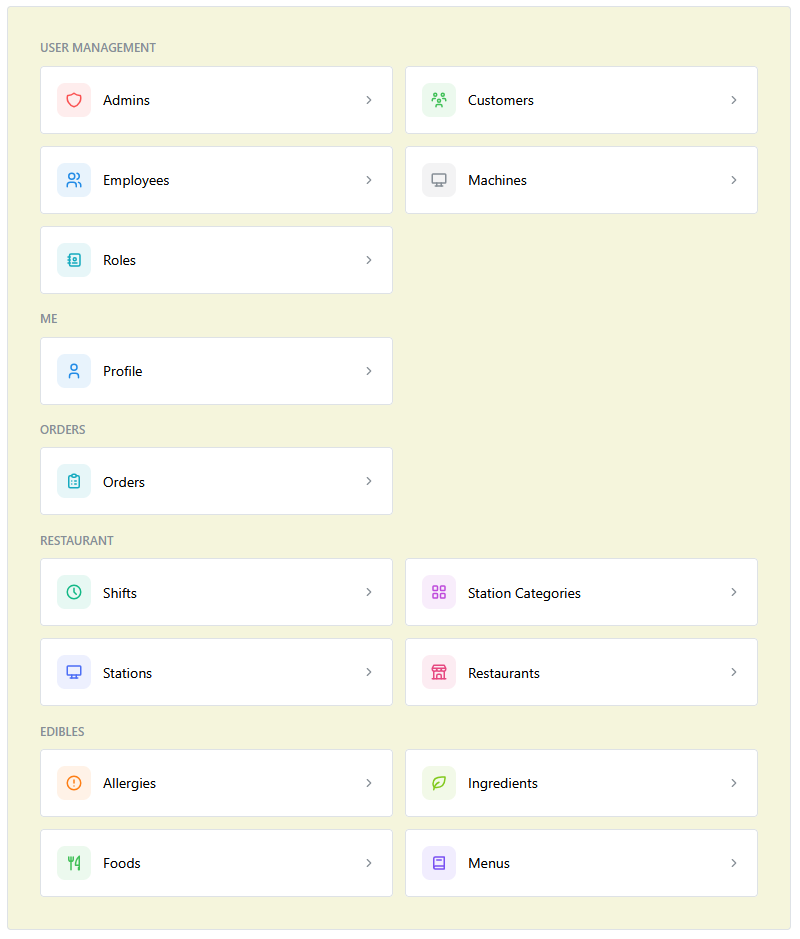 USER MANAGEMENT
Admins
Customers
Employees
Machines
Roles
ME
Profile
ORDERS
Orders
RESTAURANT
Shifts
Station Categories
Stations
Restaurants
EDIBLES
Allergies
Ingredients
Foods
Menus